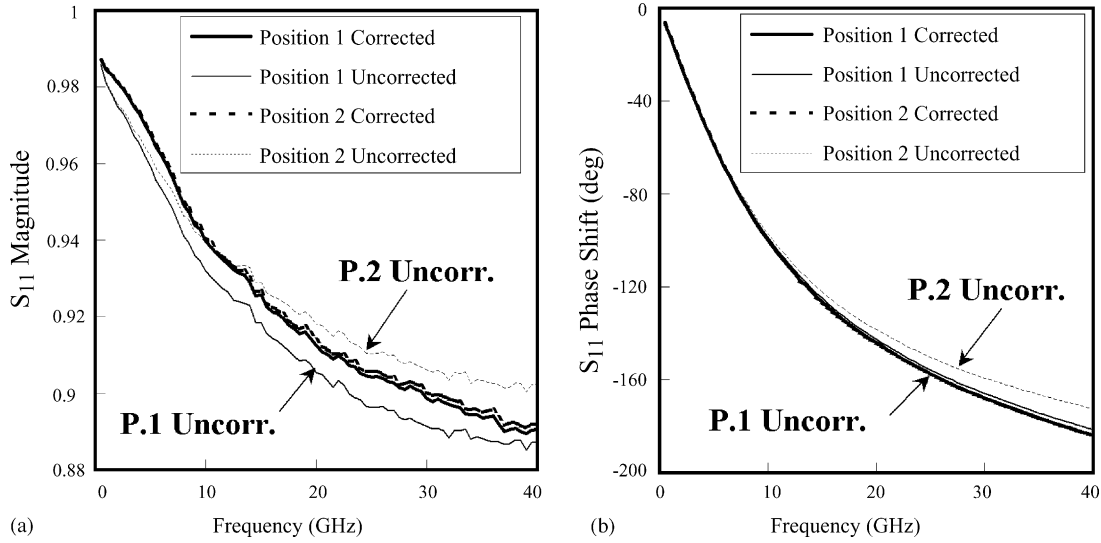 1
0.98
0.96
0.94
0.92
0.9
0.88
S11 Magnitude
Position 1 Corrected
Position 1 Uncorrected
Position 2 Corrected
Position 2 Uncorrected
P.2 Uncorr.
P.1 Uncorr.
0 10 20 30 40
(a) Frequency (GHz)
0
-40
-80
-120
-160
-200
S11 Phase Shift (deg)
Position 1 Corrected
Position 1 Uncorrected
Position 2 Corrected
Position 2 Uncorrected
P.2 Uncorr.
P.1 Uncorr.
0 10 20 30 40
(b) Frequency (GHz)